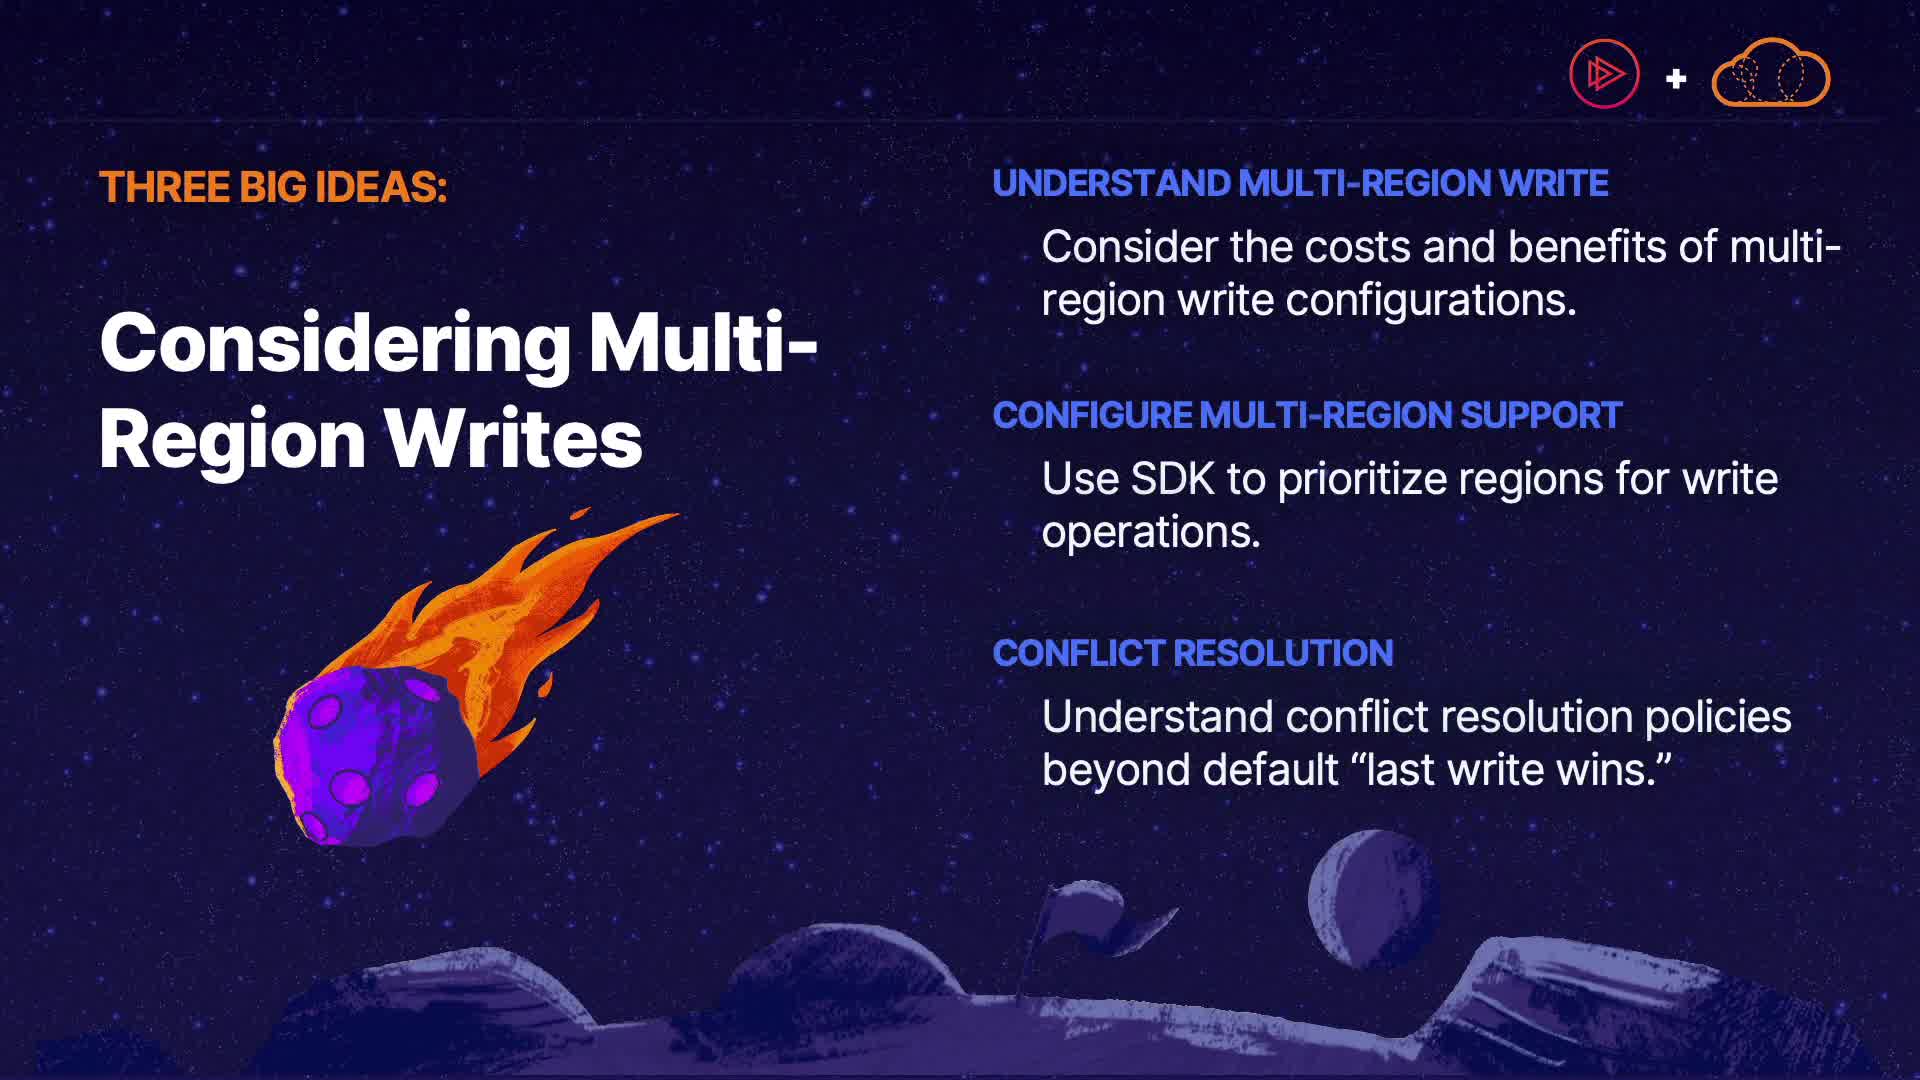 THREE BIG IDEAS:
Considering Multi-
Region Writes
UNDERSTAND MULTI-REGION WRITE
Consider the costs and benefits of multi-
region write configurations.
CONFIGURE MULTI-REGION SUPPORT
Use SDK to prioritize regions for write
operations.
CONFLICT RESOLUTION
Understand conflict resolution policies
beyond default “last write wins.”